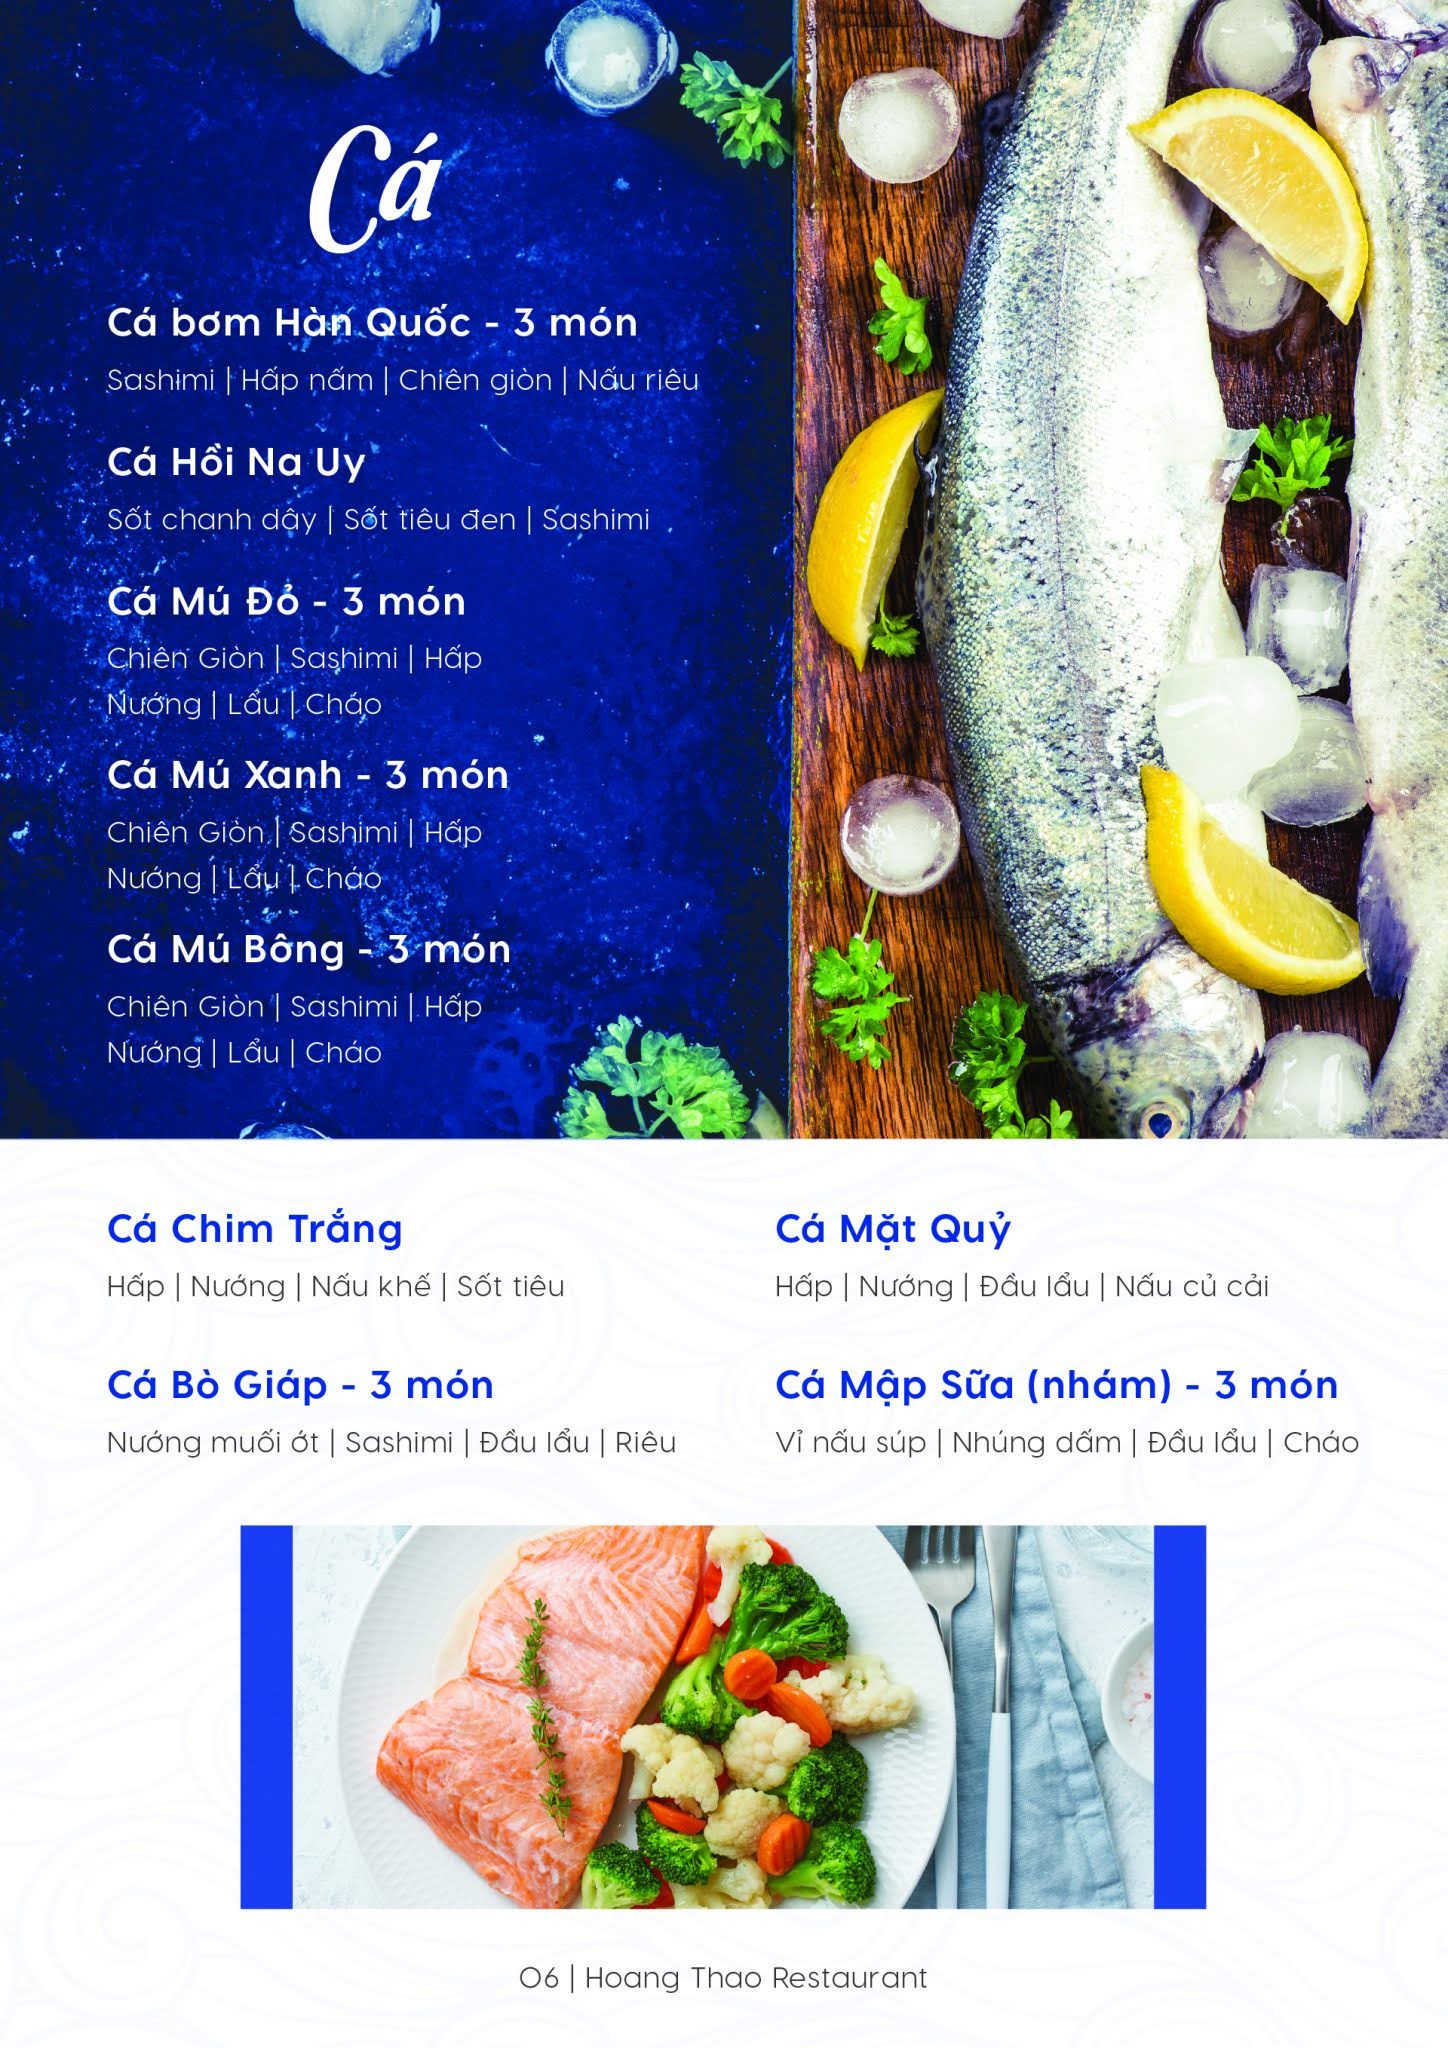 Cá
Cá bơm Hàn Quốc - 3 món
Sashimi | Hấp nấm | Chiên giòn | Nấu riêu
Cá Hồi Na Uy
Sốt chanh dây | Sốt tiêu đen | Sashimi
Cá Mú Đỏ - 3 món
Chiên Giòn | Sashimi | Hấp
Nướng | Lẩu | Cháo
Cá Mú Xanh - 3 món
Chiên Giòn | Sashimi | Hấp
Nướng | Lẩu | Cháo
Cá Mú Bông - 3 món
Chiên Giòn | Sashimi | Hấp
Nướng | Lẩu | Cháo
Cá Chim Trắng
Hấp | Nướng | Nấu khế | Sốt tiêu
Cá Bò Giáp - 3 món
Nướng muối ớt | Sashimi | Đầu lẩu | Riêu
Cá Mặt Quỷ
Hấp | Nướng | Đầu lẩu | Nấu củ cải
Cá Mập Sữa (nhám) - 3 món
Vỉ nấu súp | Nhúng dấm | Đầu lẩu | Cháo
06 | Hoang Thao Restaurant